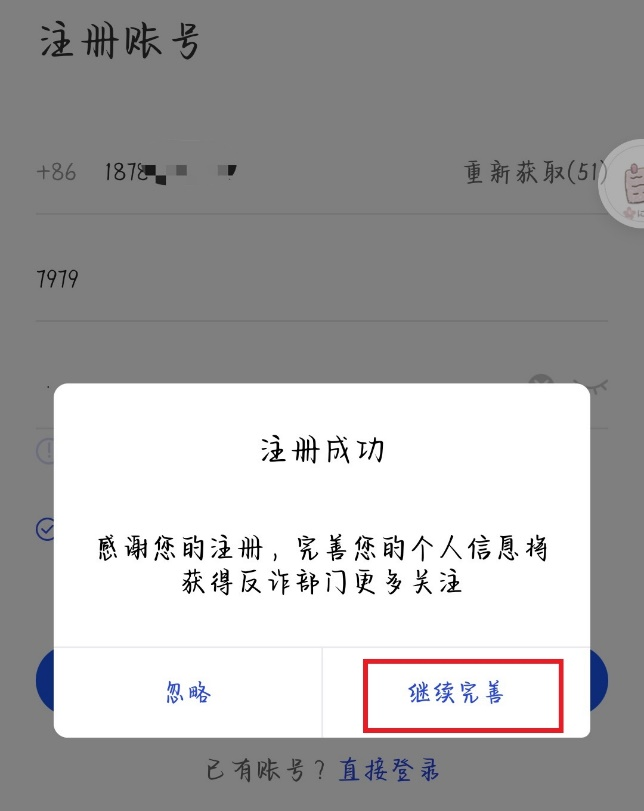 注册账号
+86 1878
重新获取(51)
7979
注册成功
感谢您的注册，完善您的个人信息将
获得反诈部门更多关注
忽略
继续完善
已有账号？直接登录